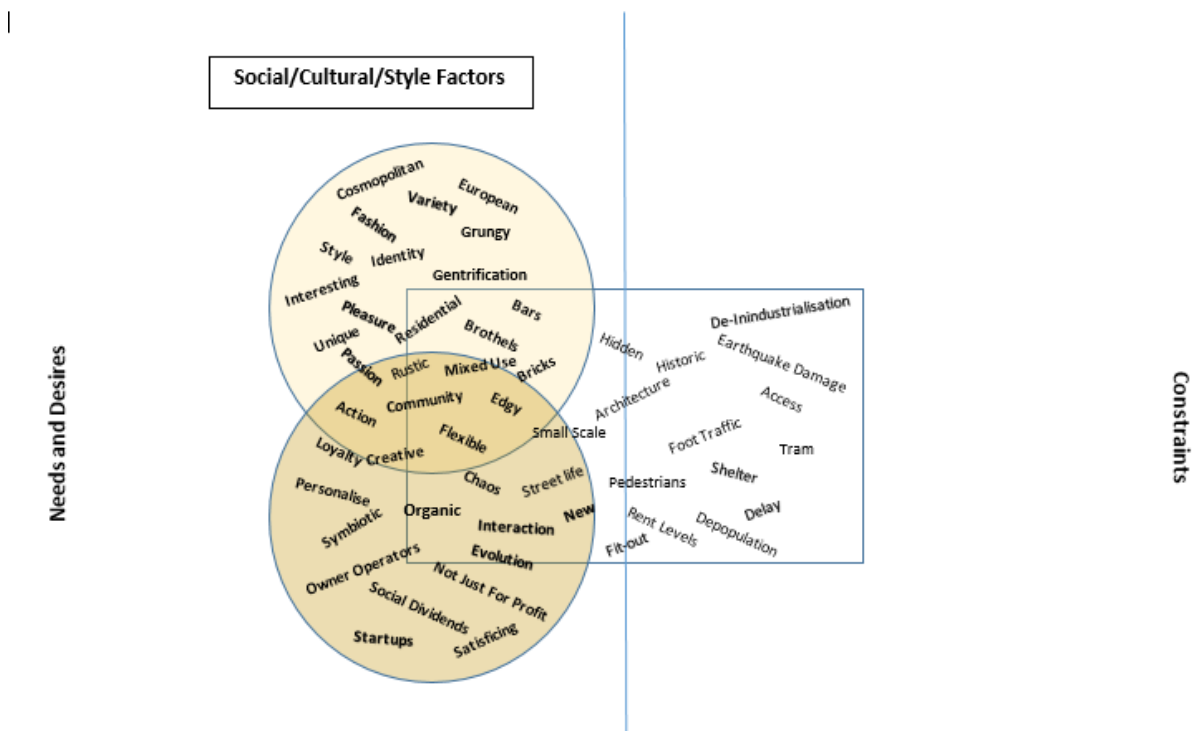 Social/Cultural/Style Factors
Cosmopolitan
European
Variety
Fashion
Grungy
Style
Identity
Gentrification
Interesting
Pleasure
Residential
Bars
Unique
Brothels
Passion
Rustic
Mixed Use
Bricks
Action
Community
Edgy
Flexible
Small Scale
Loyalty
Creative
Chaos
Street life
Personalise
Organic
New
Symbiotic
Interaction
Evolution
Owner Operators
Not Just For Profit
Social Dividends
Startups
Satisficing
De-Inindustrialisation
Hidden
Historic
Earthquake Damage
Architecture
Access
Foot Traffic
Tram
Pedestrians
Shelter
Delay
Rent Levels
Depopulation
Fit-out
Needs and Desires
Constraints